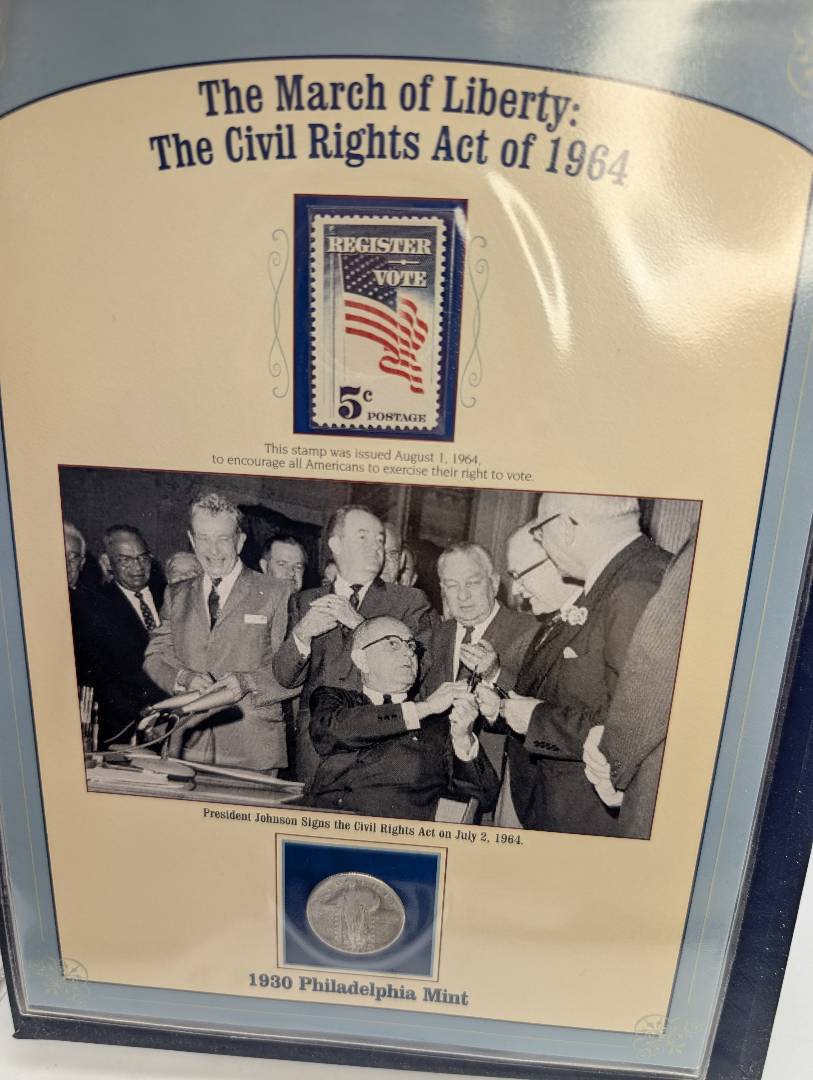 The March of Liberty:
The Civil Rights Act of 1964
REGISTER
VOTE
5c POSTAGE
This stamp was issued August 1, 1964,
to encourage all Americans to exercise their right to vote.
President Johnson Signs the Civil Rights Act on July 2, 1964.
1930 Philadelphia Mint